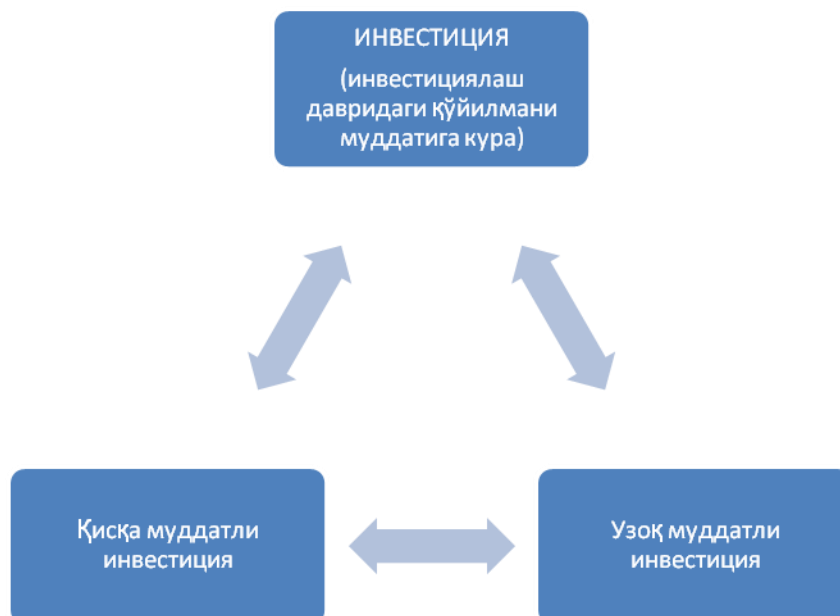 ИНВЕСТИЦИЯ
(инвестициялаш
давридаги қўйилмани
муддатига кура)
Қисқа муддатли
инвестиция
Узоқ муддатли
инвестиция